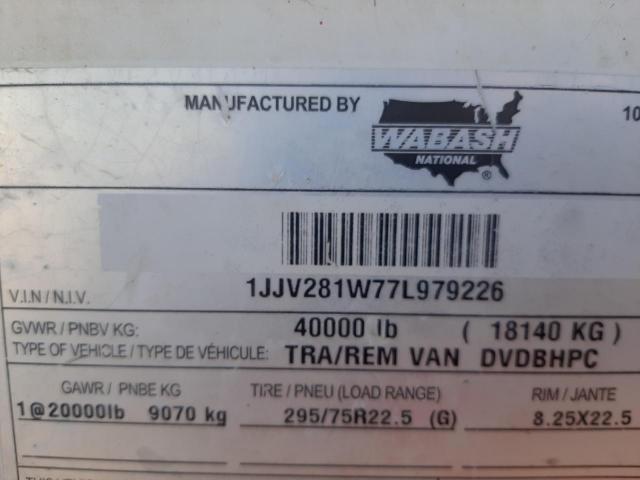 MANUFACTURED BY WABASH 10
NATIONAL ®
V.I.N / N.I.V. 1JJV281W77L979226
GVWR / PNBV KG: 40000 lb ( 18140 KG )
TYPE OF VEHICLE / TYPE DE VÉHICULE: TRA/REM VAN DVDBHPC
GAWR / PNBE KG TIRE / PNEU (LOAD RANGE) RIM / JANTE
1@20000lb 9070 kg 295/75R22.5 (G) 8.25X22.5